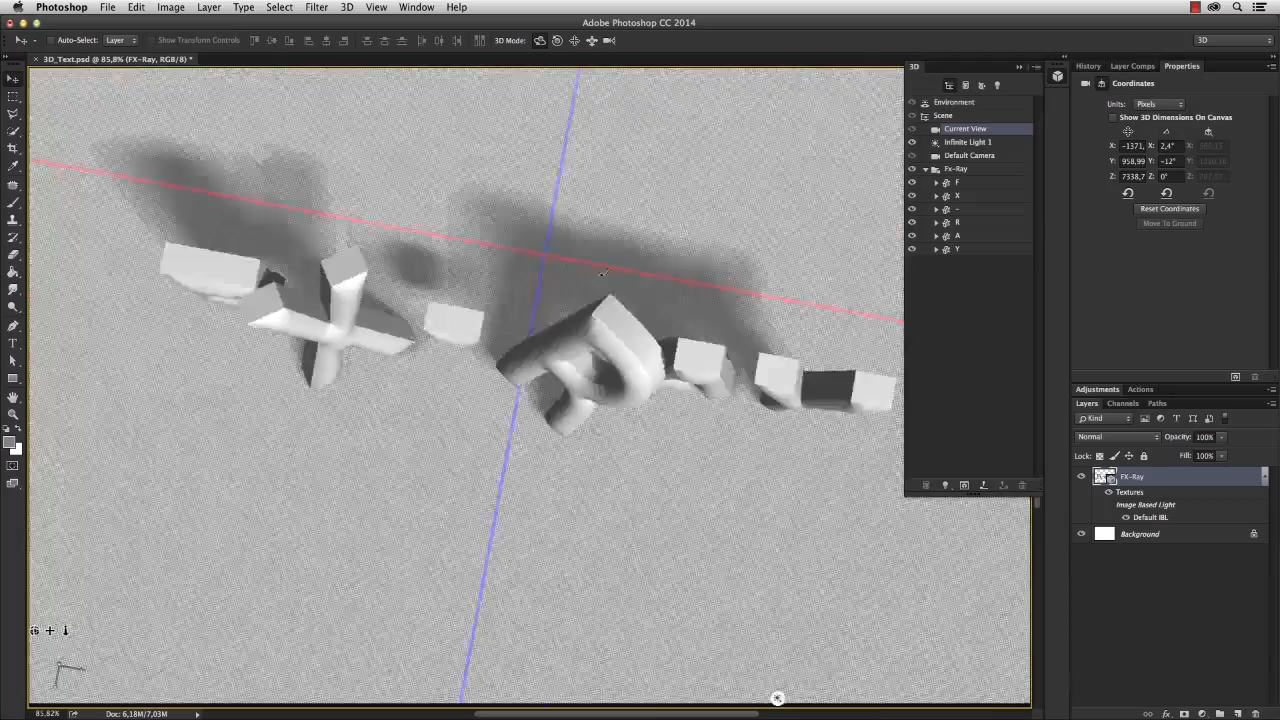 Photoshop File Edit Image Layer Type Select Filter 3D View Window Help
Adobe Photoshop CC 2014
Auto-Select: Layer Show Transform Controls 3D Mode: 3D
3D_Text.psd @ 85,8% (FX-Ray, RGB/8) *
3D
Environment
Scene
Current View
Infinite Light 1
Default Camera
Fx-Ray
F
X
-
R
A
Y
History Layer Comps Properties
Coordinates
Units: Pixels
Show 3D Dimensions On Canvas
X: -1371, X: 2,4° X:
Y: 958,99 Y: -12° Y:
Z: 7338,7 Z: 0° Z:
Reset Coordinates
Move To Ground
Adjustments Actions
Layers Channels Paths
Kind
Normal Opacity: 100%
Lock: Fill: 100%
FX-Ray
Textures
Image Based Light
Default IBL
Background
85,82% Doc: 6,18M/7,03M